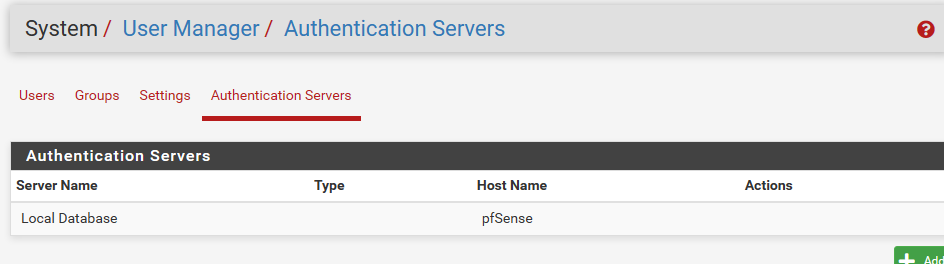 System / User Manager / Authentication Servers
Users Groups Settings Authentication Servers
Authentication Servers
Server Name Type Host Name Actions
Local Database pfSense
Add